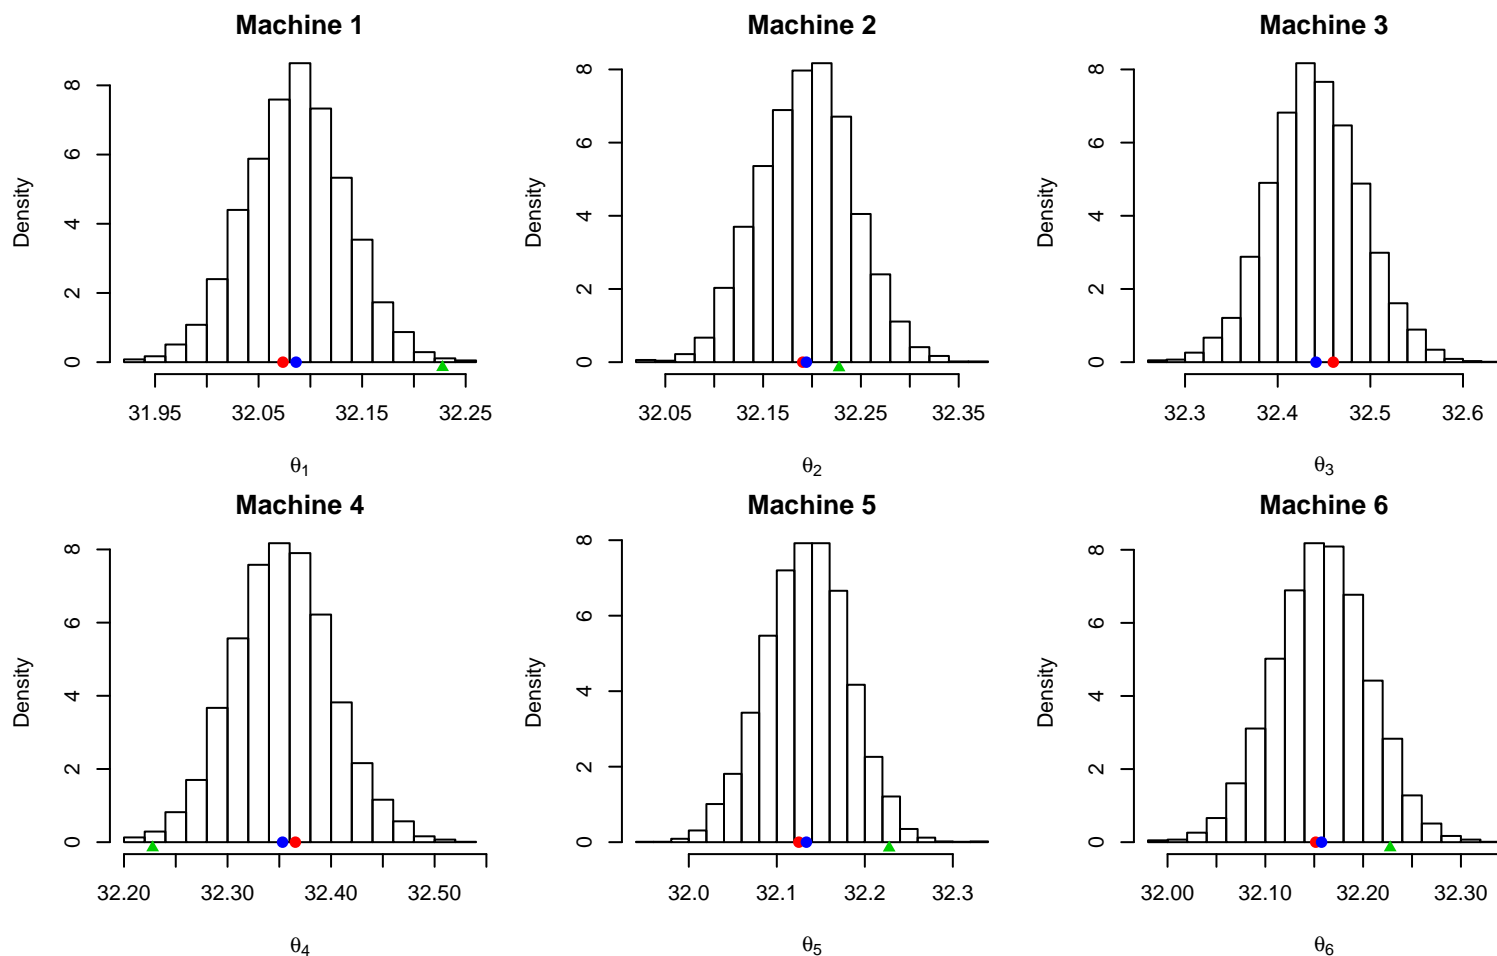 Machine 1
Density
0 2 4 6 8
31.95 32.05 32.15 32.25
θ1
Machine 2
Density
0 2 4 6 8
32.05 32.15 32.25 32.35
θ2
Machine 3
Density
0 2 4 6 8
32.3 32.4 32.5 32.6
θ3
Machine 4
Density
0 2 4 6 8
32.20 32.30 32.40 32.50
θ4
Machine 5
Density
0 2 4 6 8
32.0 32.1 32.2 32.3
θ5
Machine 6
Density
0 2 4 6 8
32.00 32.10 32.20 32.30
θ6